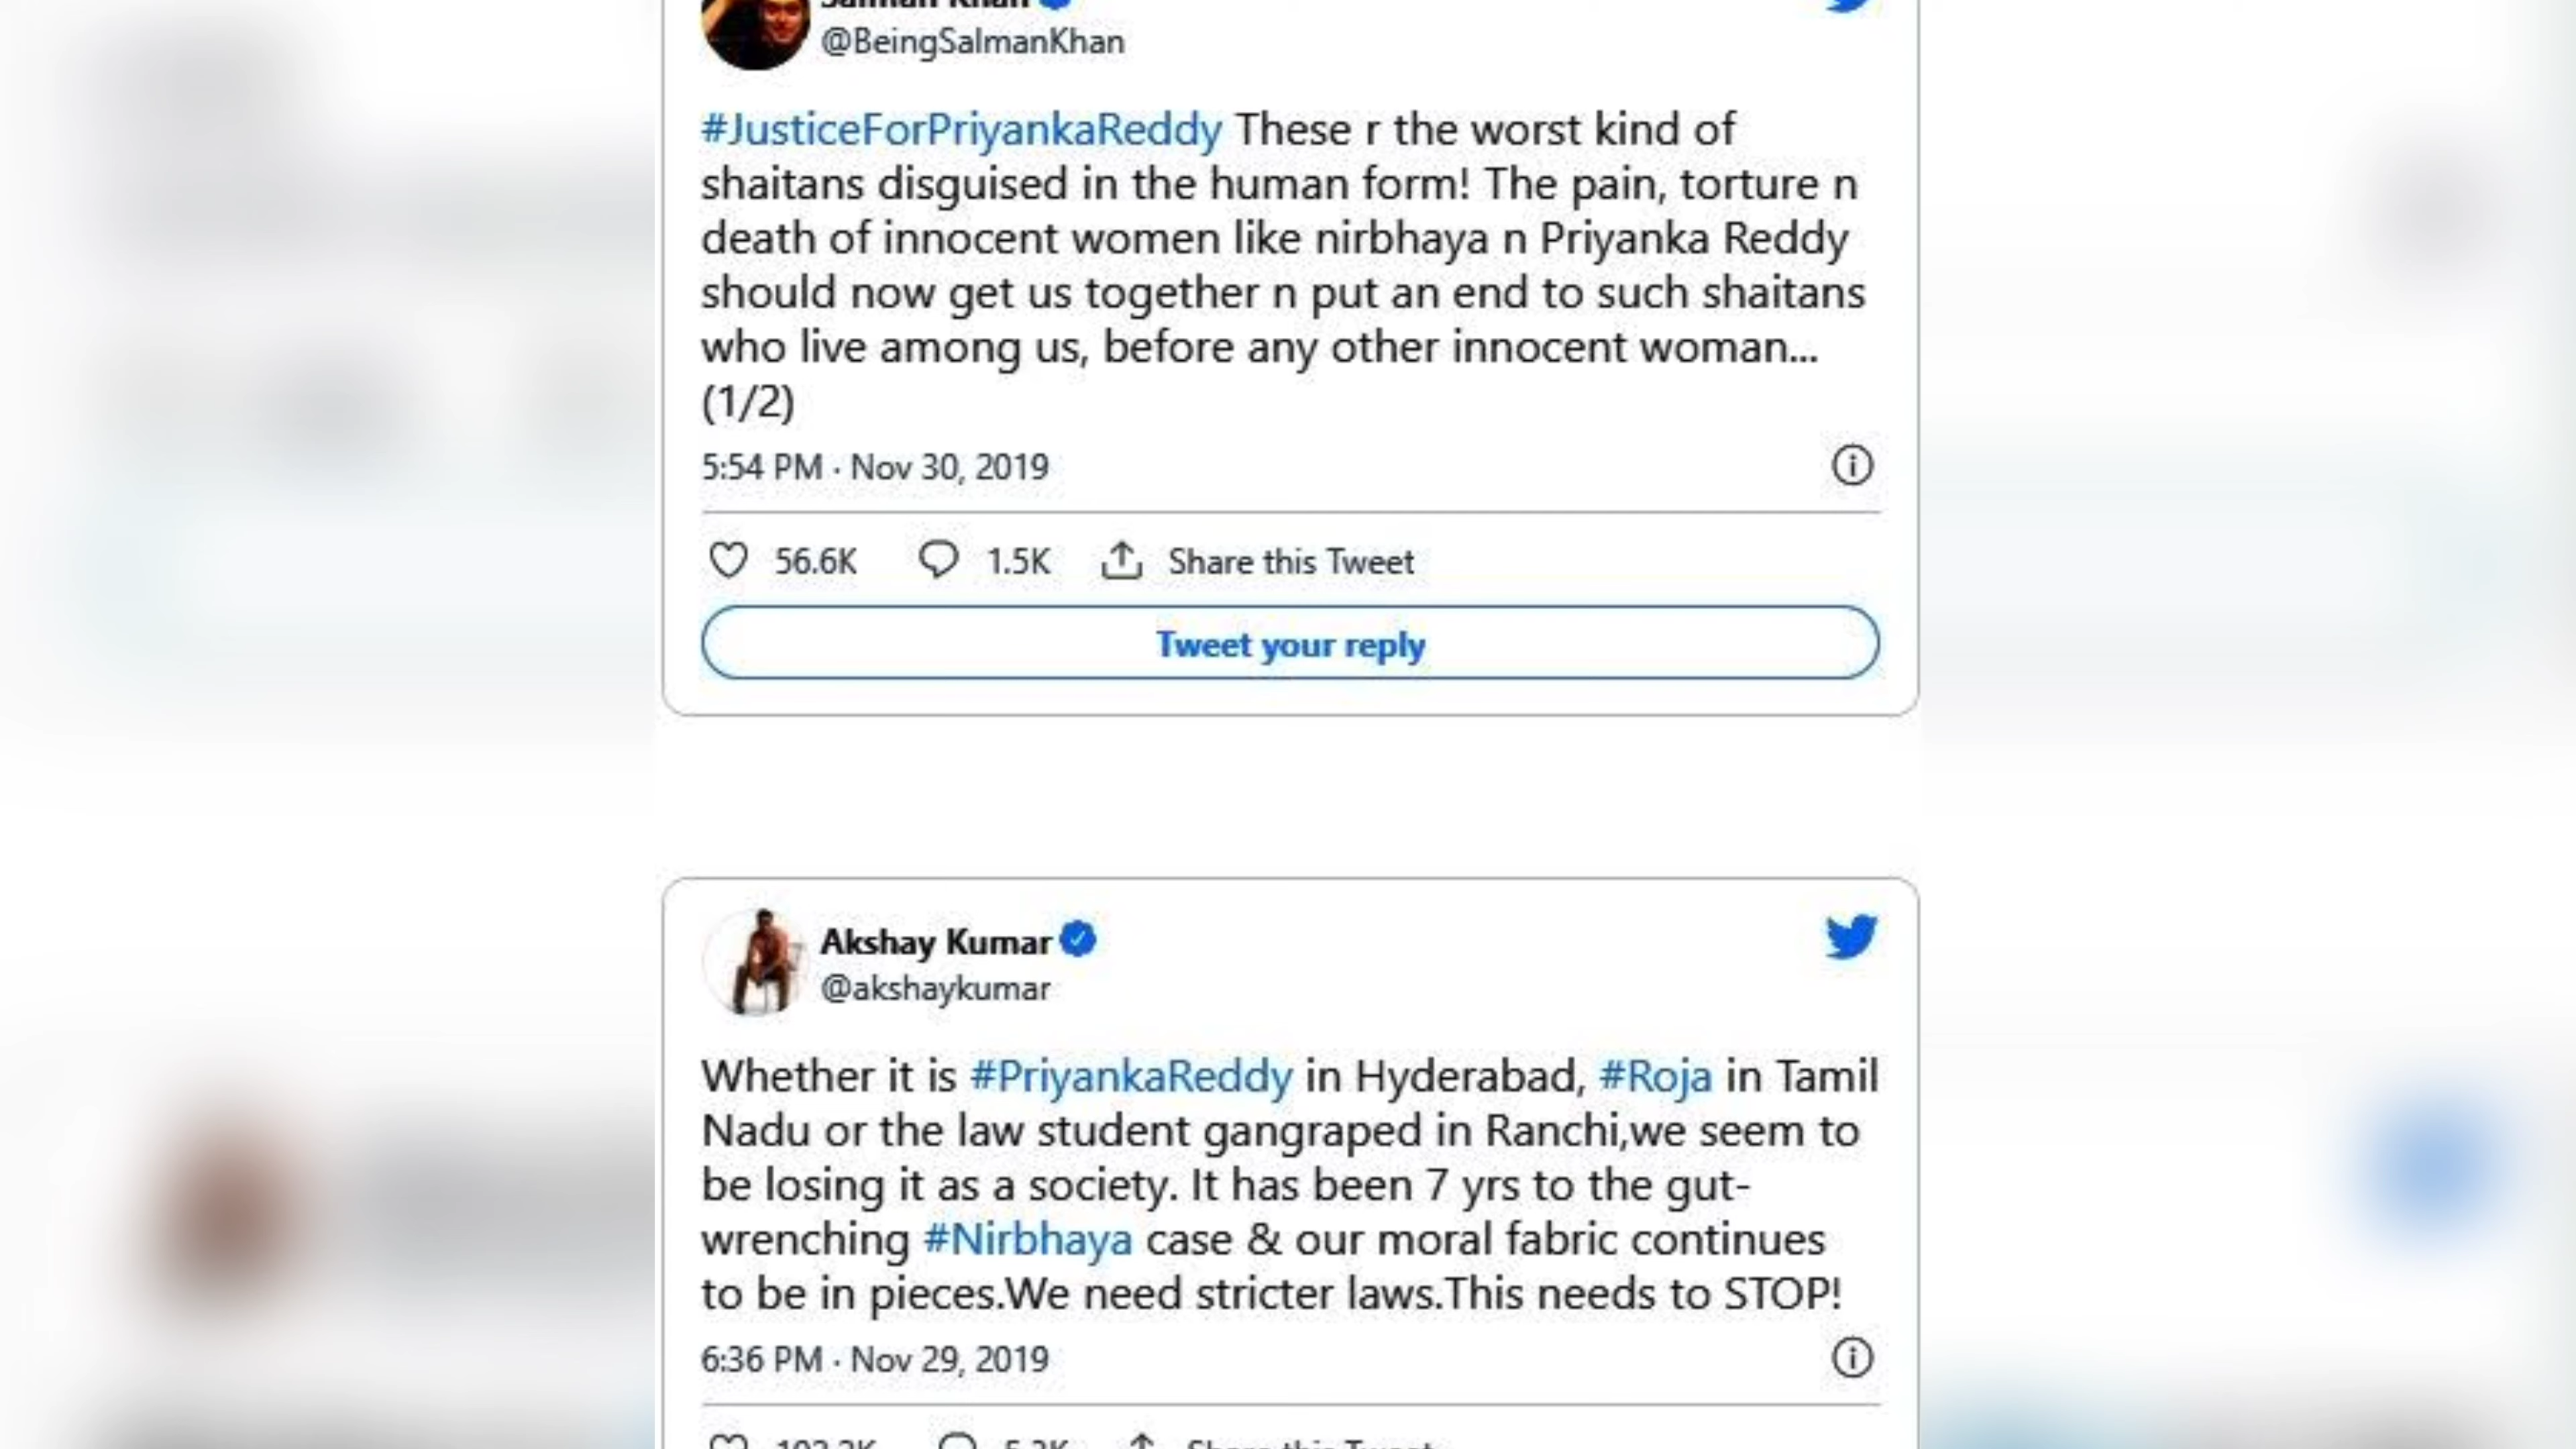 Salman Khan
@BeingSalmanKhan
#JusticeForPriyankaReddy These r the worst kind of
shaitans disguised in the human form! The pain, torture n
death of innocent women like nirbhaya n Priyanka Reddy
should now get us together n put an end to such shaitans
who live among us, before any other innocent woman...
(1/2)
5:54 PM · Nov 30, 2019
56.6K 1.5K Share this Tweet
Tweet your reply
Akshay Kumar
@akshaykumar
Whether it is #PriyankaReddy in Hyderabad, #Roja in Tamil
Nadu or the law student gangraped in Ranchi,we seem to
be losing it as a society. It has been 7 yrs to the gut-
wrenching #Nirbhaya case & our moral fabric continues
to be in pieces.We need stricter laws.This needs to STOP!
6:36 PM · Nov 29, 2019
Share this Tweet